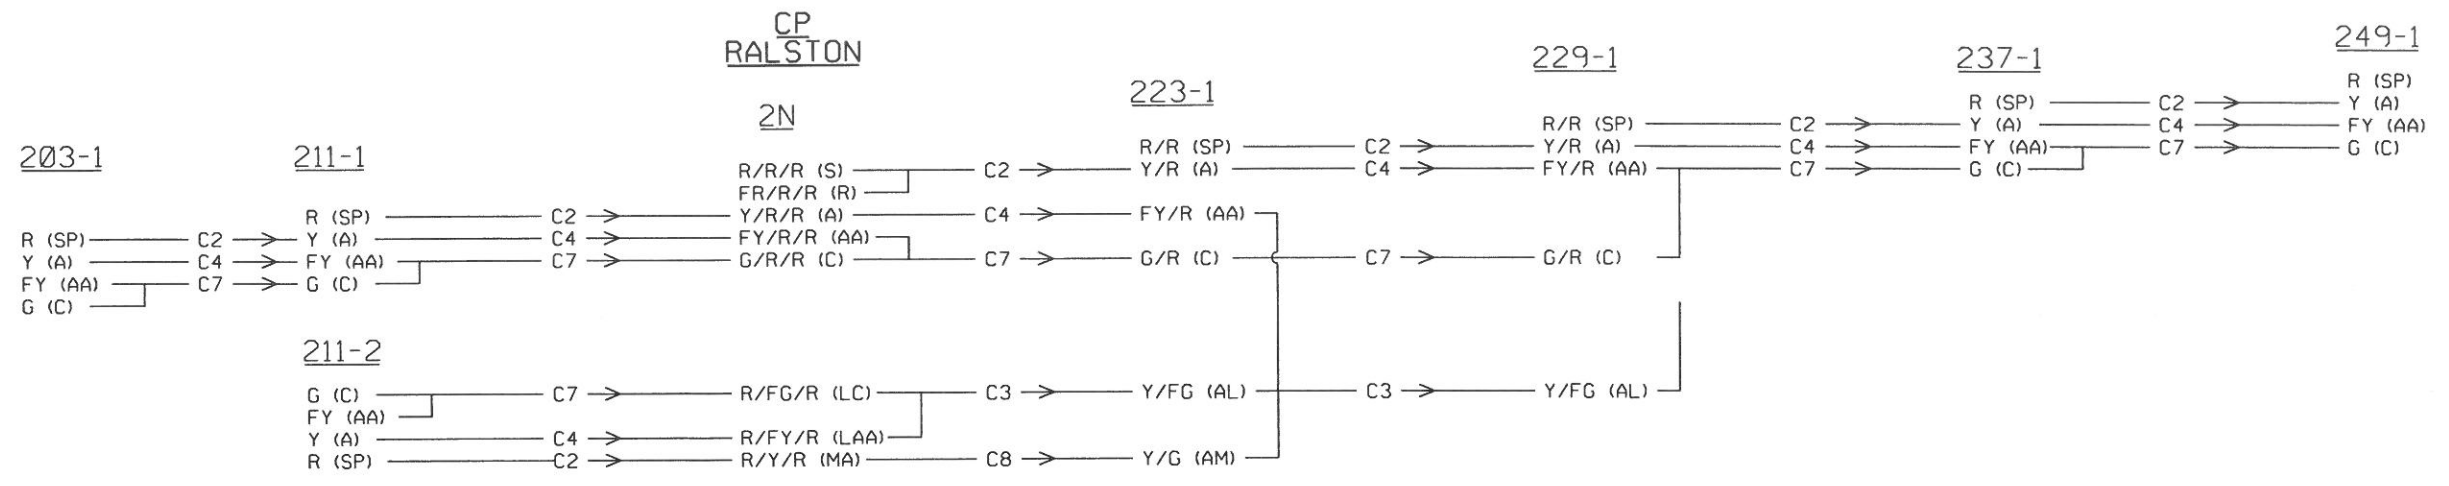 CP
RALSTON
249-1
229-1
237-1
R (SP)
223-1
R (SP) C2 Y (A)
2N
R/R (SP) C2 Y (A) C4 FY (AA)
203-1
211-1
R/R (SP) C2 Y/R (A) C4 FY (AA) C7 G (C)
R/R/R (S) C2 Y/R (A) C4 FY/R (AA) C7 G (C)
FR/R/R (R)
R (SP) C2 Y/R/R (A) C4 FY/R (AA)
R (SP) C2 Y (A) C4 FY/R/R (AA)
Y (A) C4 FY (AA) C7 G/R/R (C) C7 G/R (C) C7 G/R (C)
FY (AA) C7 G (C)
G (C)
211-2
G (C) C7 R/FG/R (LC) C3 Y/FG (AL) C3 Y/FG (AL)
FY (AA)
Y (A) C4 R/FY/R (LAA)
R (SP) C2 R/Y/R (MA) C8 Y/G (AM)